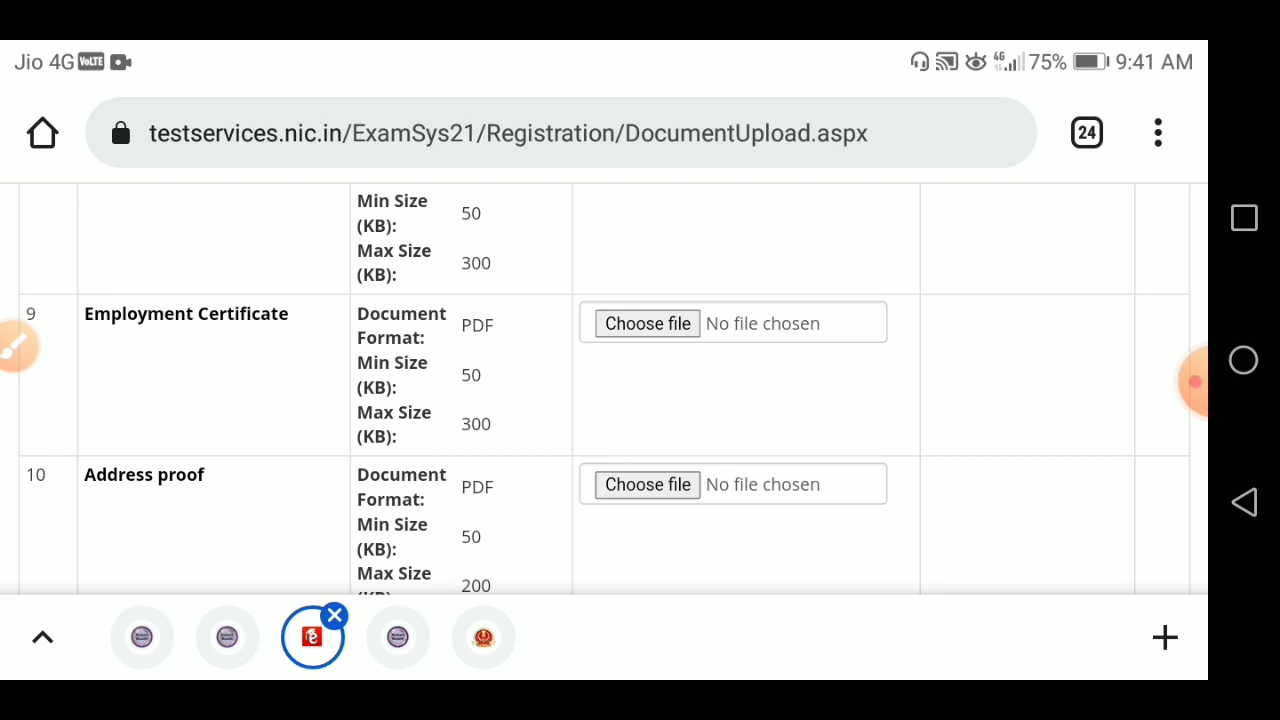 Jio 4G VoLTE 4G 75% 9:41 AM
testservices.nic.in/ExamSys21/Registration/DocumentUpload.aspx 24
Min Size (KB): 50
Max Size (KB): 300
9 Employment Certificate
Document Format: PDF
Min Size (KB): 50
Max Size (KB): 300
Choose file No file chosen
10 Address proof
Document Format: PDF
Min Size (KB): 50
Max Size 200
Choose file No file chosen